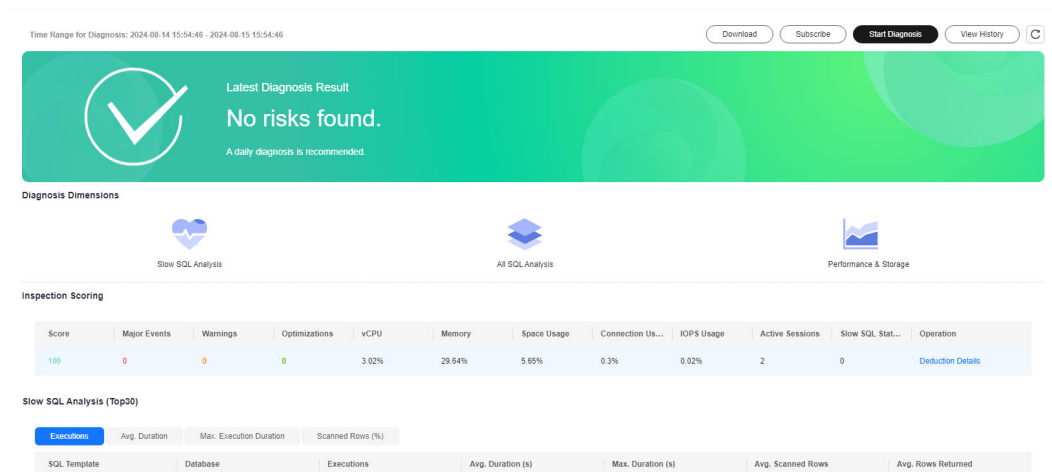 Time Range for Diagnosis: 2024-08-14 15:54:46 - 2024-08-15 15:54:46 Download Subscribe Start Diagnosis View History
Latest Diagnosis Result
No risks found.
A daily diagnosis is recommended.
Diagnosis Dimensions
Slow SQL Analysis All SQL Analysis Performance & Storage
Inspection Scoring
Score Major Events Warnings Optimizations vCPU Memory Space Usage Connection Us... IOPS Usage Active Sessions Slow SQL Stat... Operation
100 0 0 0 3.02% 29.64% 5.65% 0.3% 0.02% 2 0 Deduction Details
Slow SQL Analysis (Top30)
Executions Avg. Duration Max. Execution Duration Scanned Rows (%)
SQL Template Database Executions Avg. Duration (s) Max. Duration (s) Avg. Scanned Rows Avg. Rows Returned